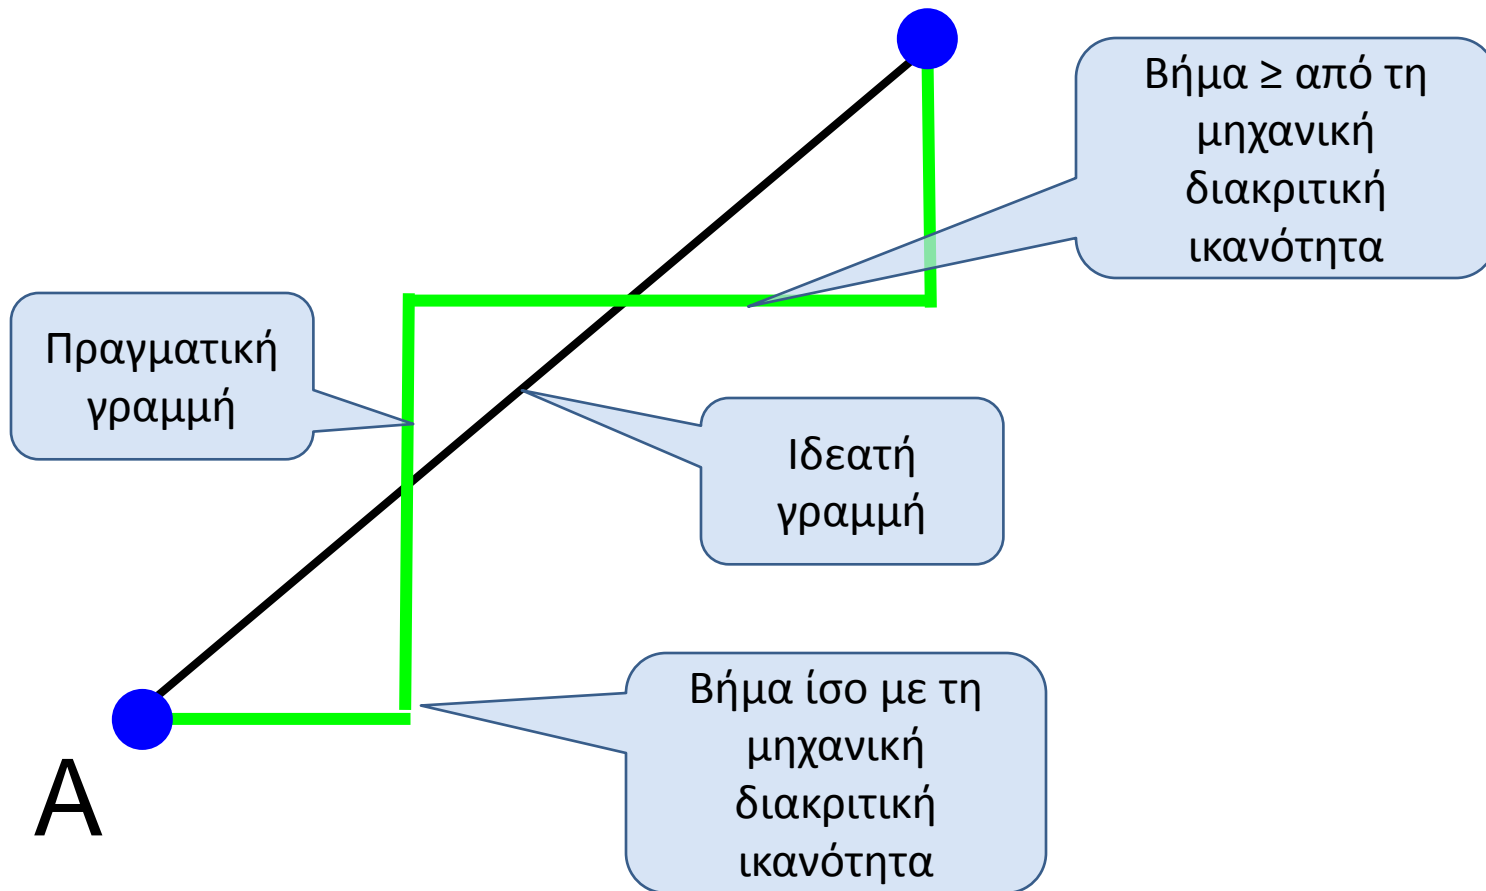 Βήμα ≥ από τη
μηχανική
διακριτική
ικανότητα
Πραγματική
γραμμή
Ιδεατή
γραμμή
Βήμα ίσο με τη
μηχανική
διακριτική
ικανότητα
Α